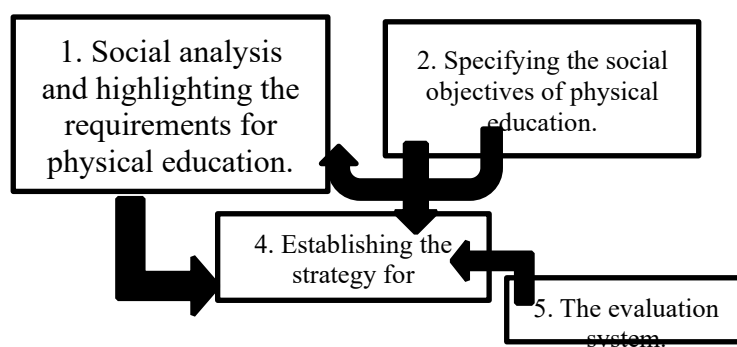 1. Social analysis
and highlighting the
requirements for
physical education.
2. Specifying the social
objectives of physical
education.
4. Establishing the
strategy for
5. The evaluation
system.